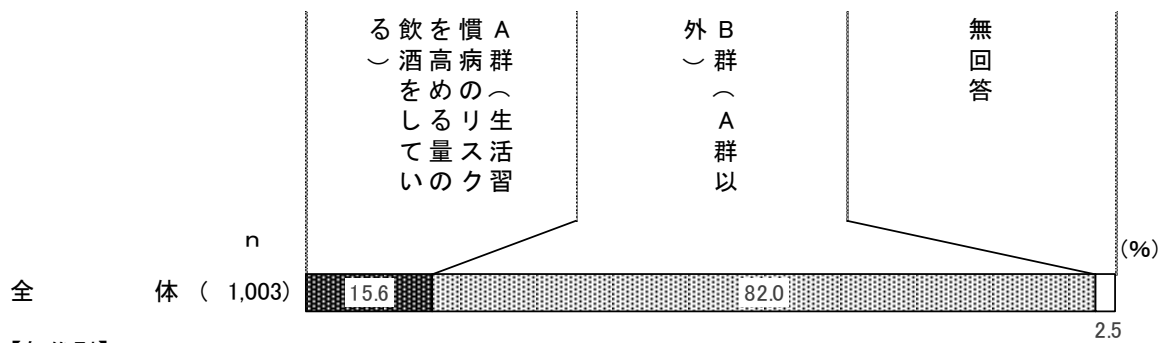 A群（生活習
慣病のリスク
を高める量の
飲酒をしてい
る）
B群（A群以
外）
無回答
n
(%)
全 体 ( 1,003)
15.6
82.0
2.5